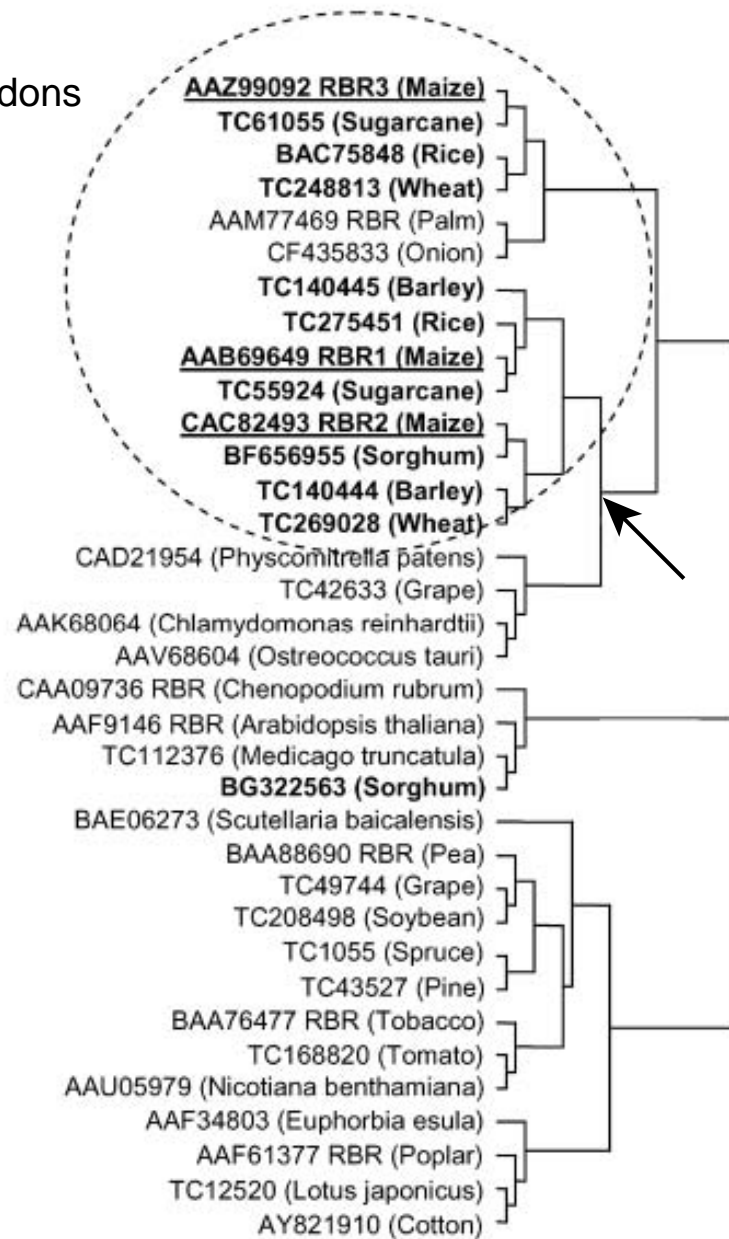 dons
AAZ99092 RBR3 (Maize)
TC61055 (Sugarcane)
BAC75848 (Rice)
TC248813 (Wheat)
AAM77469 RBR (Palm)
CF435833 (Onion)
TC140445 (Barley)
TC275451 (Rice)
AAB69649 RBR1 (Maize)
TC55924 (Sugarcane)
CAC82493 RBR2 (Maize)
BF656955 (Sorghum)
TC140444 (Barley)
TC269028 (Wheat)
CAD21954 (Physcomitrella patens)
TC42633 (Grape)
AAK68064 (Chlamydomonas reinhardtii)
AAV68604 (Ostreococcus tauri)
CAA09736 RBR (Chenopodium rubrum)
AAF9146 RBR (Arabidopsis thaliana)
TC112376 (Medicago truncatula)
BG322563 (Sorghum)
BAE06273 (Scutellaria baicalensis)
BAA88690 RBR (Pea)
TC49744 (Grape)
TC208498 (Soybean)
TC1055 (Spruce)
TC43527 (Pine)
BAA76477 RBR (Tobacco)
TC168820 (Tomato)
AAU05979 (Nicotiana benthamiana)
AAF34803 (Euphorbia esula)
AAF61377 RBR (Poplar)
TC12520 (Lotus japonicus)
AY821910 (Cotton)